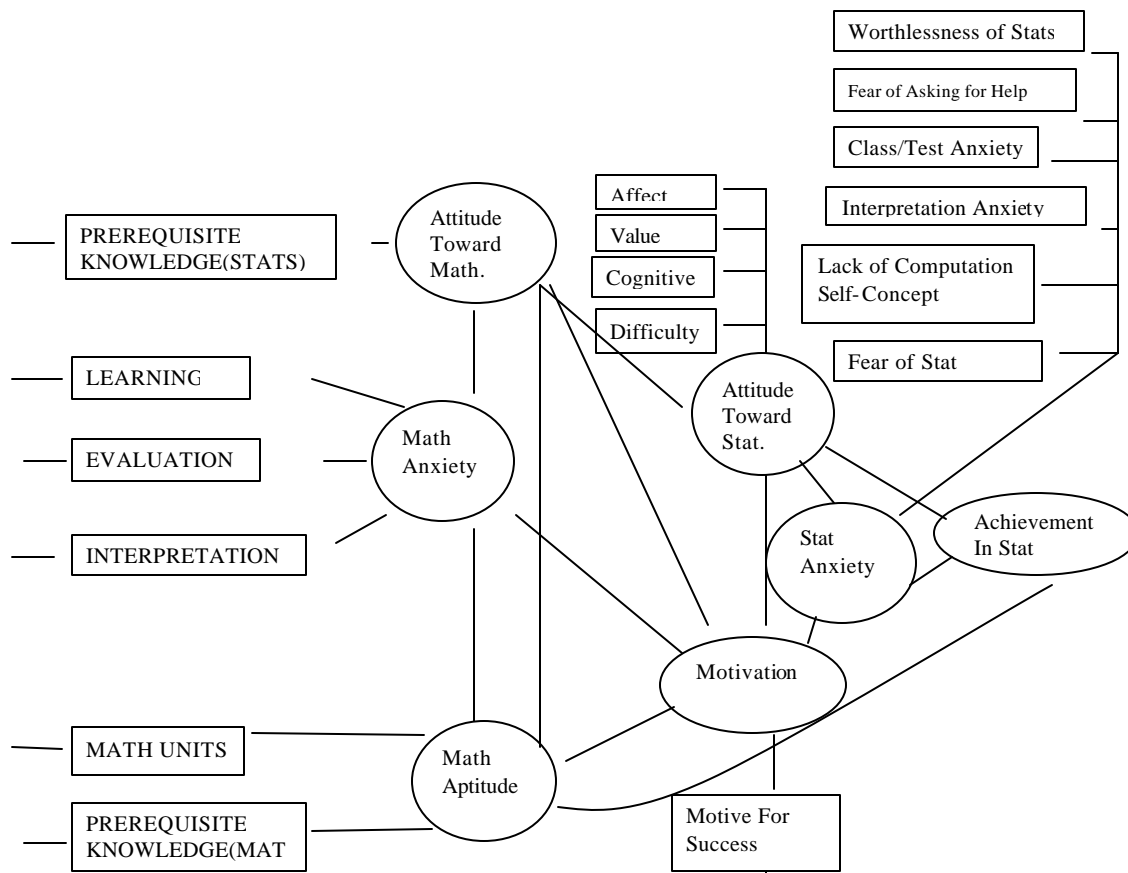 Worthlessness of Stats
Fear of Asking for Help
Class/Test Anxiety
Interpretation Anxiety
Lack of Computation
Self-Concept
Fear of Stat
Affect
Value
Cognitive
Difficulty
PREREQUISITE
KNOWLEDGE(STATS)
Attitude
Toward
Math.
LEARNING
EVALUATION
INTERPRETATION
Math
Anxiety
Attitude
Toward
Stat.
Stat
Anxiety
Achievement
In Stat
Motivation
MATH UNITS
Math
Aptitude
PREREQUISITE
KNOWLEDGE(MAT
Motive For
Success